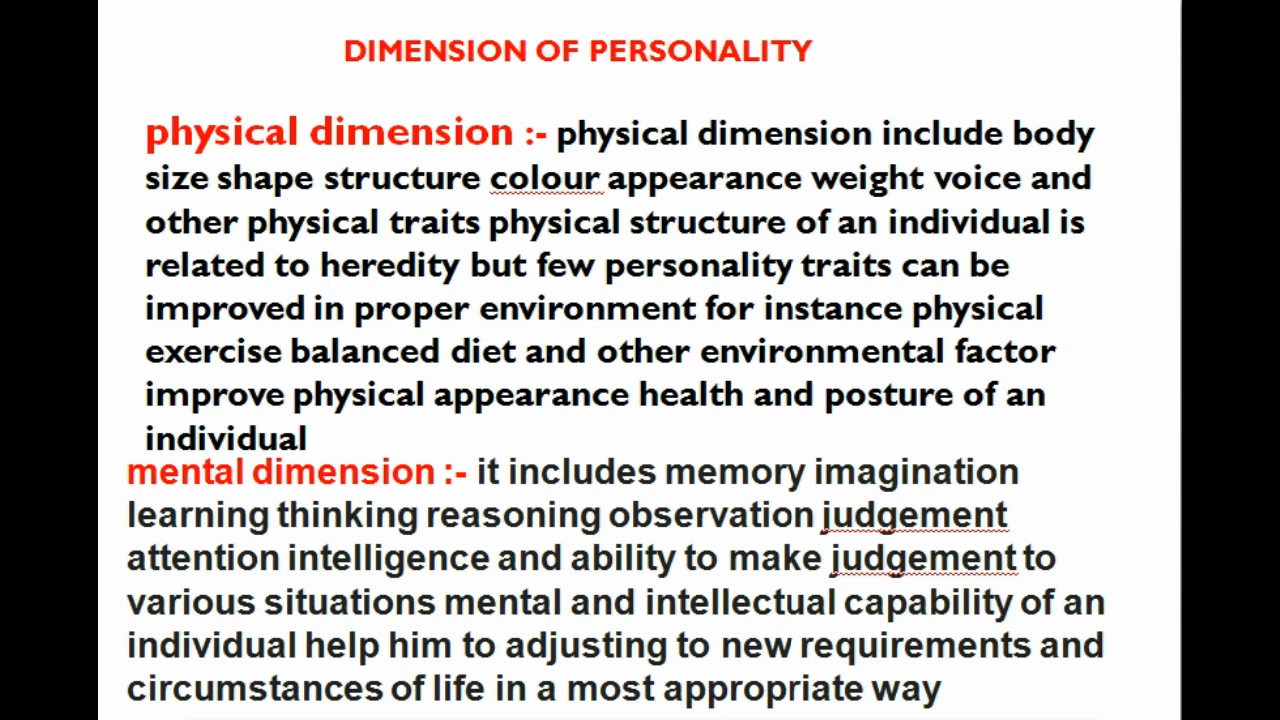 DIMENSION OF PERSONALITY
physical dimension :- physical dimension include body
size shape structure colour appearance weight voice and
other physical traits physical structure of an individual is
related to heredity but few personality traits can be
improved in proper environment for instance physical
exercise balanced diet and other environmental factor
improve physical appearance health and posture of an
individual
mental dimension :- it includes memory imagination
learning thinking reasoning observation judgement
attention intelligence and ability to make judgement to
various situations mental and intellectual capability of an
individual help him to adjusting to new requirements and
circumstances of life in a most appropriate way